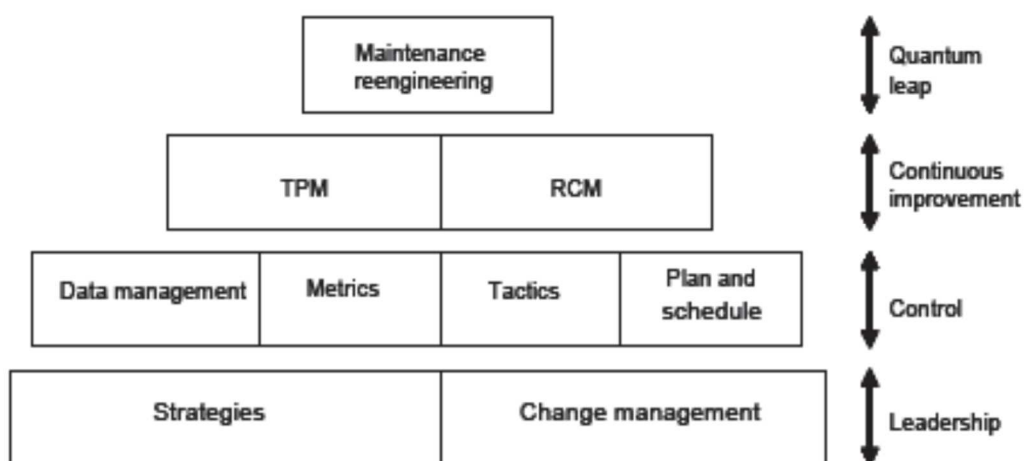 Maintenance
reengineering
Quantum
leap
TPM
RCM
Continuous
improvement
Data management
Metrics
Tactics
Plan and
schedule
Control
Strategies
Change management
Leadership